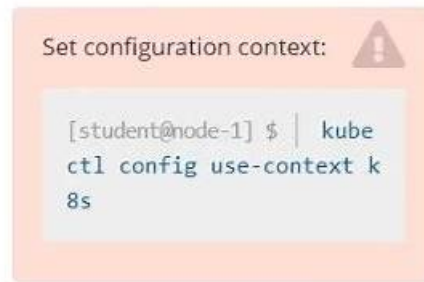 Set configuration context:
[student@node-1] $ | kube
ctl config use-context k
8s